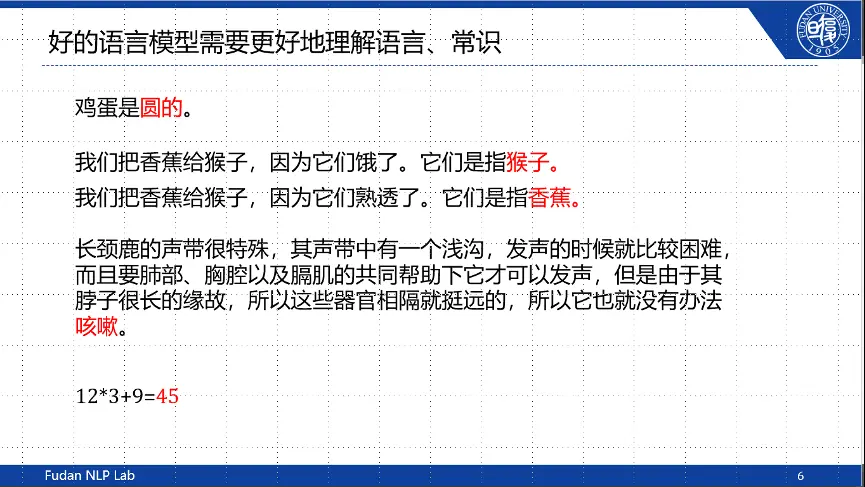 好的语言模型需要更好地理解语言、常识
鸡蛋是圆的。
我们把香蕉给猴子，因为它们饿了。它们是指猴子。
我们把香蕉给猴子，因为它们熟透了。它们是指香蕉。
长颈鹿的声带很特殊，其声带中有一个浅沟，发声的时候就比较困难，
而且要肺部、胸腔以及膈肌的共同帮助下它才可以发声，但是由于其
脖子很长的缘故，所以这些器官相隔就挺远的，所以它也就没有办法
咳嗽。
12*3+9=45
Fudan NLP Lab
6
FUDAN UNIVERSITY
1905